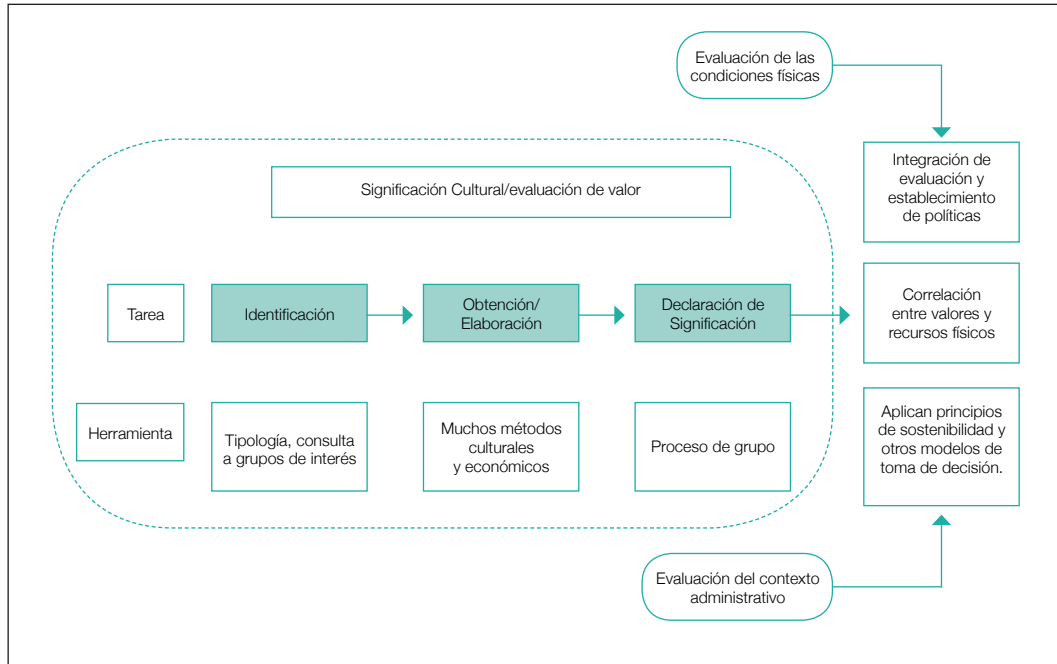 Evaluación de las
condiciones físicas
Integración de
evaluación y
establecimiento
de políticas
Significación Cultural/evaluación de valor
Tarea
Identificación
Obtención/
Elaboración
Declaración de
Significación
Correlación
entre valores y
recursos físicos
Herramienta
Tipología, consulta
a grupos de interés
Muchos métodos
culturales
y económicos
Proceso de grupo
Aplican principios
de sostenibilidad y
otros modelos de
toma de decisión.
Evaluación del contexto
administrativo